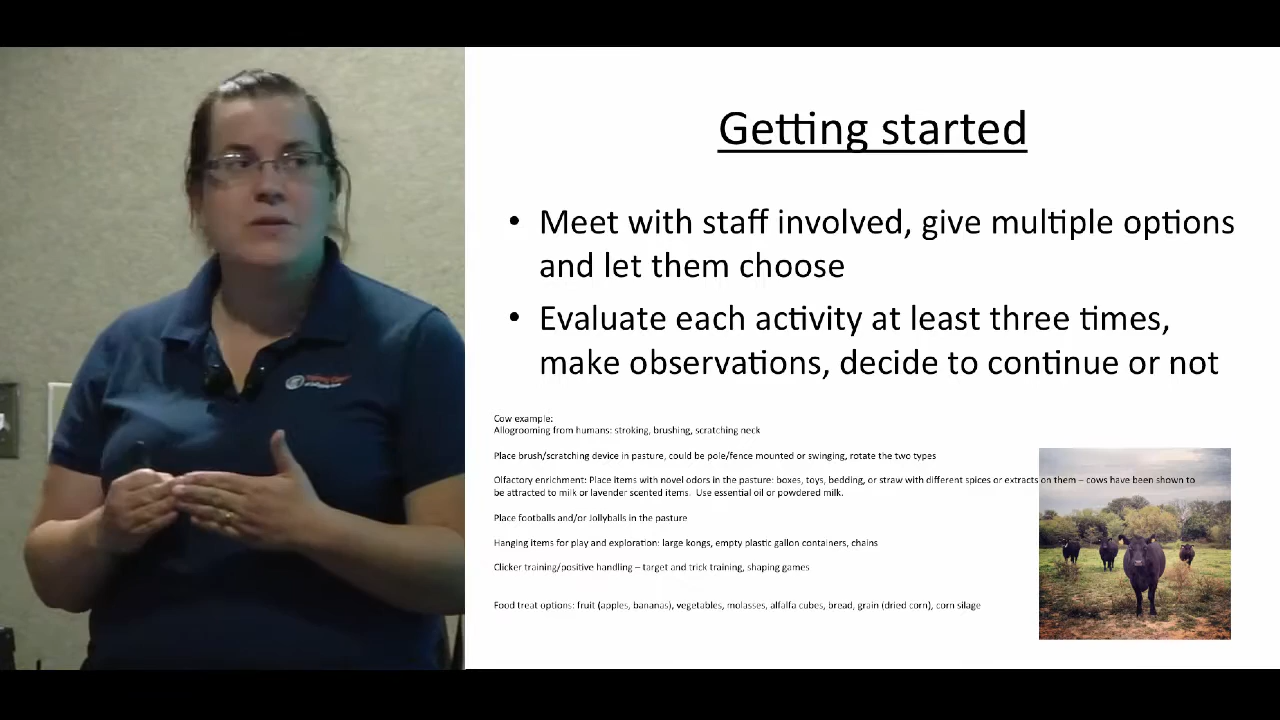 Getting started
• Meet with staff involved, give multiple options
and let them choose
• Evaluate each activity at least three times,
make observations, decide to continue or not
Cow example:
Allogrooming from humans: stroking, brushing, scratching neck
Place brush/scratching device in pasture, could be pole/fence mounted or swinging, rotate the two types
Olfactory enrichment: Place items with novel odors in the pasture: boxes, toys, bedding, or straw with different spices or extracts on them – cows have been shown to
be attracted to milk or lavender scented items.  Use essential oil or powdered milk.
Place footballs and/or Jollyballs in the pasture
Hanging items for play and exploration: large kongs, empty plastic gallon containers, chains
Clicker training/positive handling – target and trick training, shaping games
Food treat options: fruit (apples, bananas), vegetables, molasses, alfalfa cubes, bread, grain (dried corn), corn silage